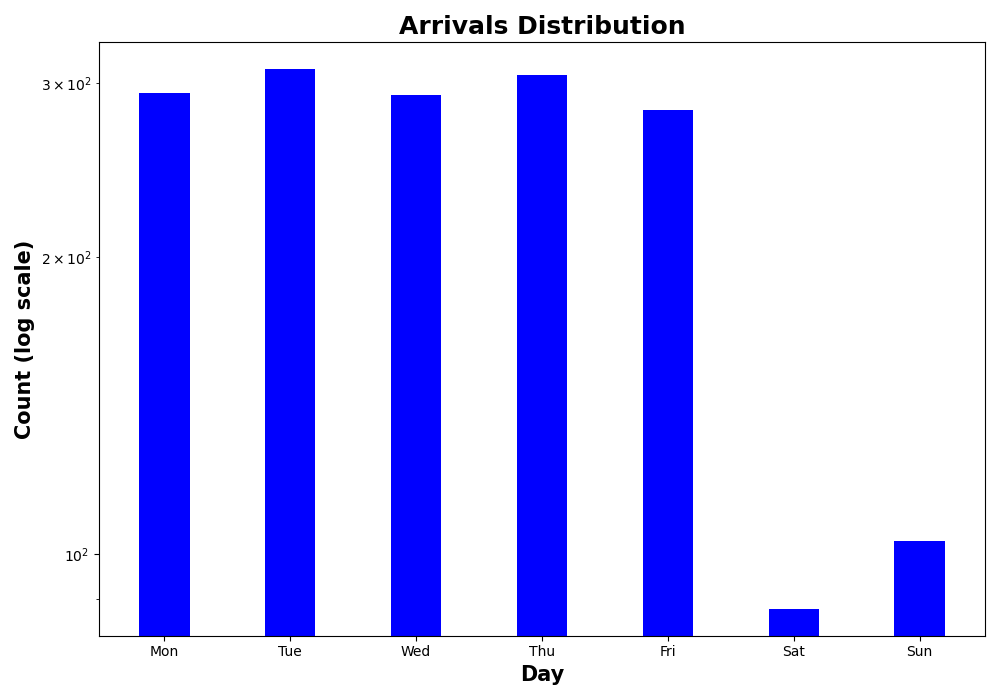 Arrivals Distribution
3 × 10²
2 × 10²
10²
Count (log scale)
Mon Tue Wed Thu Fri Sat Sun
Day